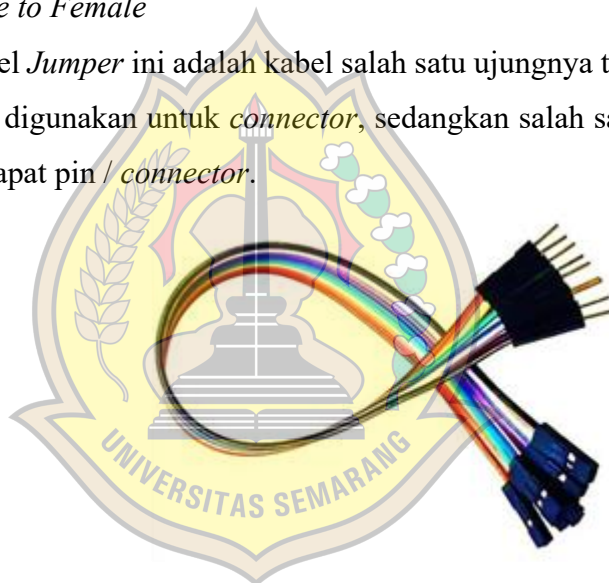 e to Female
el Jumper ini adalah kabel salah satu ujungnya t
digunakan untuk connector, sedangkan salah sa
apat pin / connector.
UNIVERSITAS SEMARANG